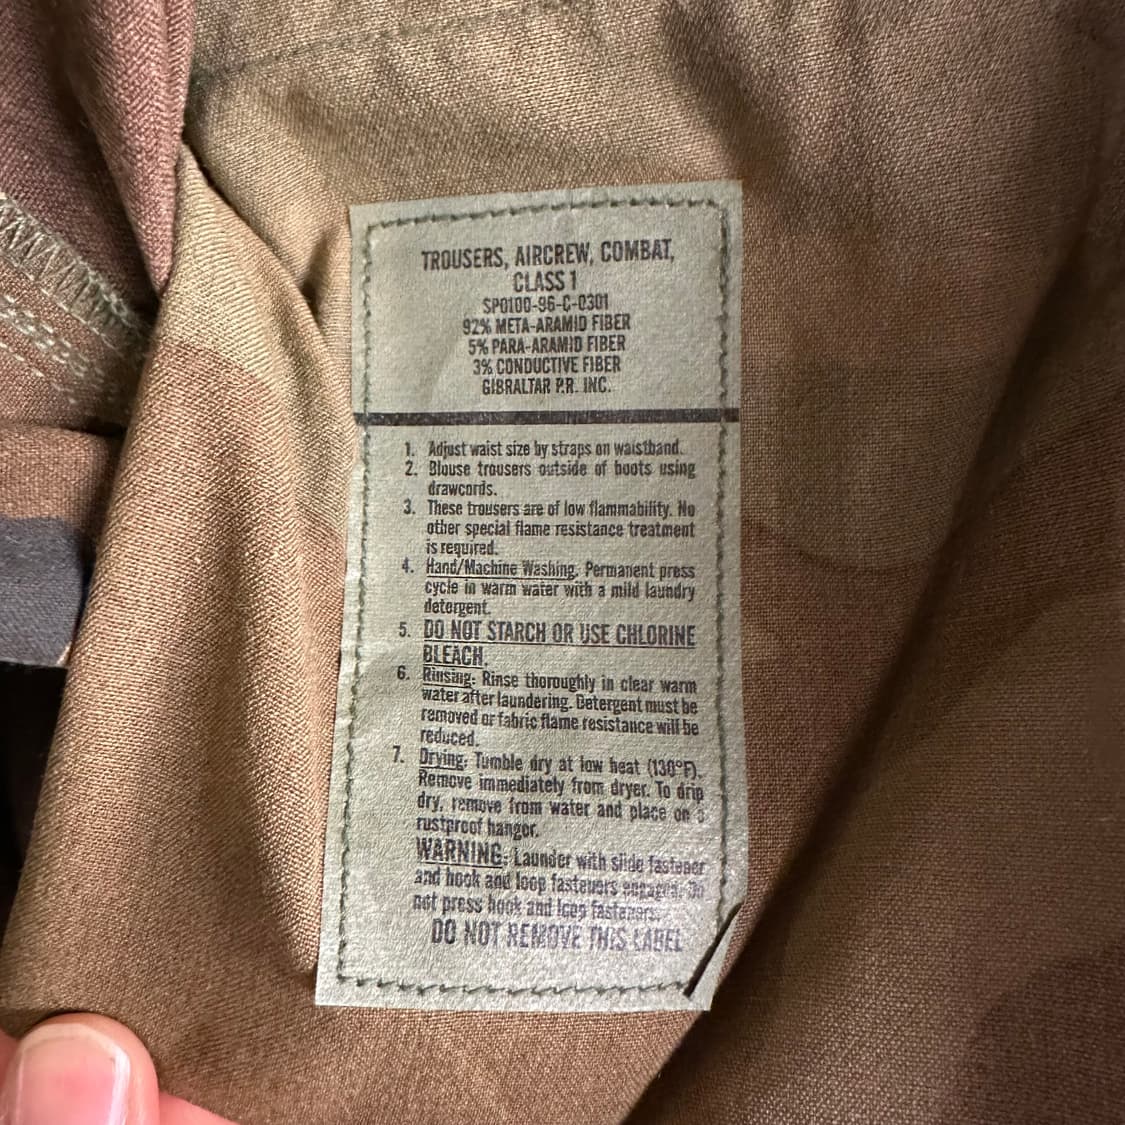 TROUSERS, AIRCREW, COMBAT,
CLASS 1
SP0100-96-C-0301
92% META-ARAMID FIBER
5% PARA-ARAMID FIBER
3% CONDUCTIVE FIBER
GIBRALTAR P.R. INC.
1. Adjust waist size by straps on waistband.
2. Blouse trousers outside of boots using
drawcords.
3. These trousers are of low flammability. No
other special flame resistance treatment
is required.
4. Hand/Machine Washing. Permanent press
cycle in warm water with a mild laundry
detergent.
5. DO NOT STARCH OR USE CHLORINE
BLEACH.
6. Rinsing: Rinse thoroughly in clear warm
water after laundering. Detergent must be
removed or fabric flame resistance will be
reduced.
7. Drying: Tumble dry at low heat (130°F).
Remove immediately from dryer. To drip
dry, remove from water and place on a
rustproof hanger.
WARNING: Launder with slide fastener
and hook and loop fasteners engaged. Do
not press hook and loop fasteners.
DO NOT REMOVE THIS LABEL